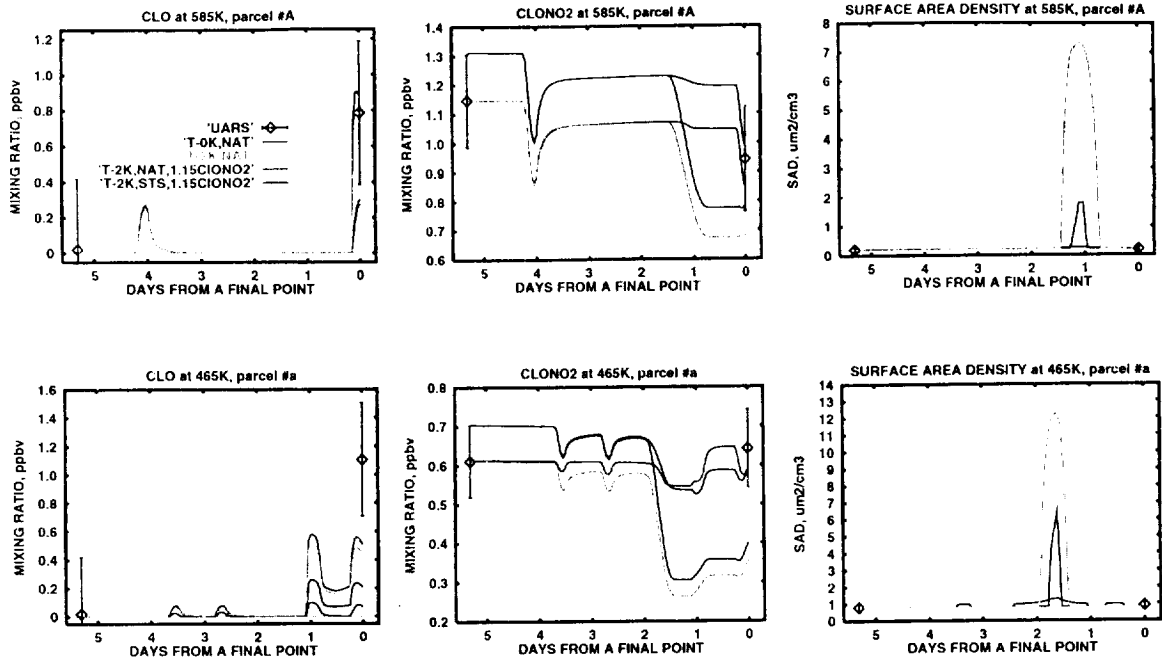 CLO at 585K, parcel #A
MIXING RATIO, ppbv
1.2
1.0
0.8
0.6
0.4
0.2
0
'UARS'
'T-0K,NAT'
'T-2K,NAT,1.15ClONO2'
'T-2K,STS,1.15ClONO2'
5 4 3 2 1 0
DAYS FROM A FINAL POINT
CLONO2 at 585K, parcel #A
MIXING RATIO, ppbv
1.4
1.3
1.2
1.1
1.0
0.9
0.8
0.7
0.6
5 4 3 2 1 0
DAYS FROM A FINAL POINT
SURFACE AREA DENSITY at 585K, parcel #A
SAD, um2/cm3
8
7
6
5
4
3
2
1
0
5 4 3 2 1 0
DAYS FROM A FINAL POINT
CLO at 465K, parcel #a
MIXING RATIO, ppbv
1.6
1.4
1.2
1.0
0.8
0.6
0.4
0.2
0
5 4 3 2 1 0
DAYS FROM A FINAL POINT
CLONO2 at 465K, parcel #a
MIXING RATIO, ppbv
0.8
0.7
0.6
0.5
0.4
0.3
0.2
5 4 3 2 1 0
DAYS FROM A FINAL POINT
SURFACE AREA DENSITY at 465K, parcel #a
SAD, um2/cm3
14
13
12
11
10
9
8
7
6
5
4
3
2
1
0
5 4 3 2 1 0
DAYS FROM A FINAL POINT